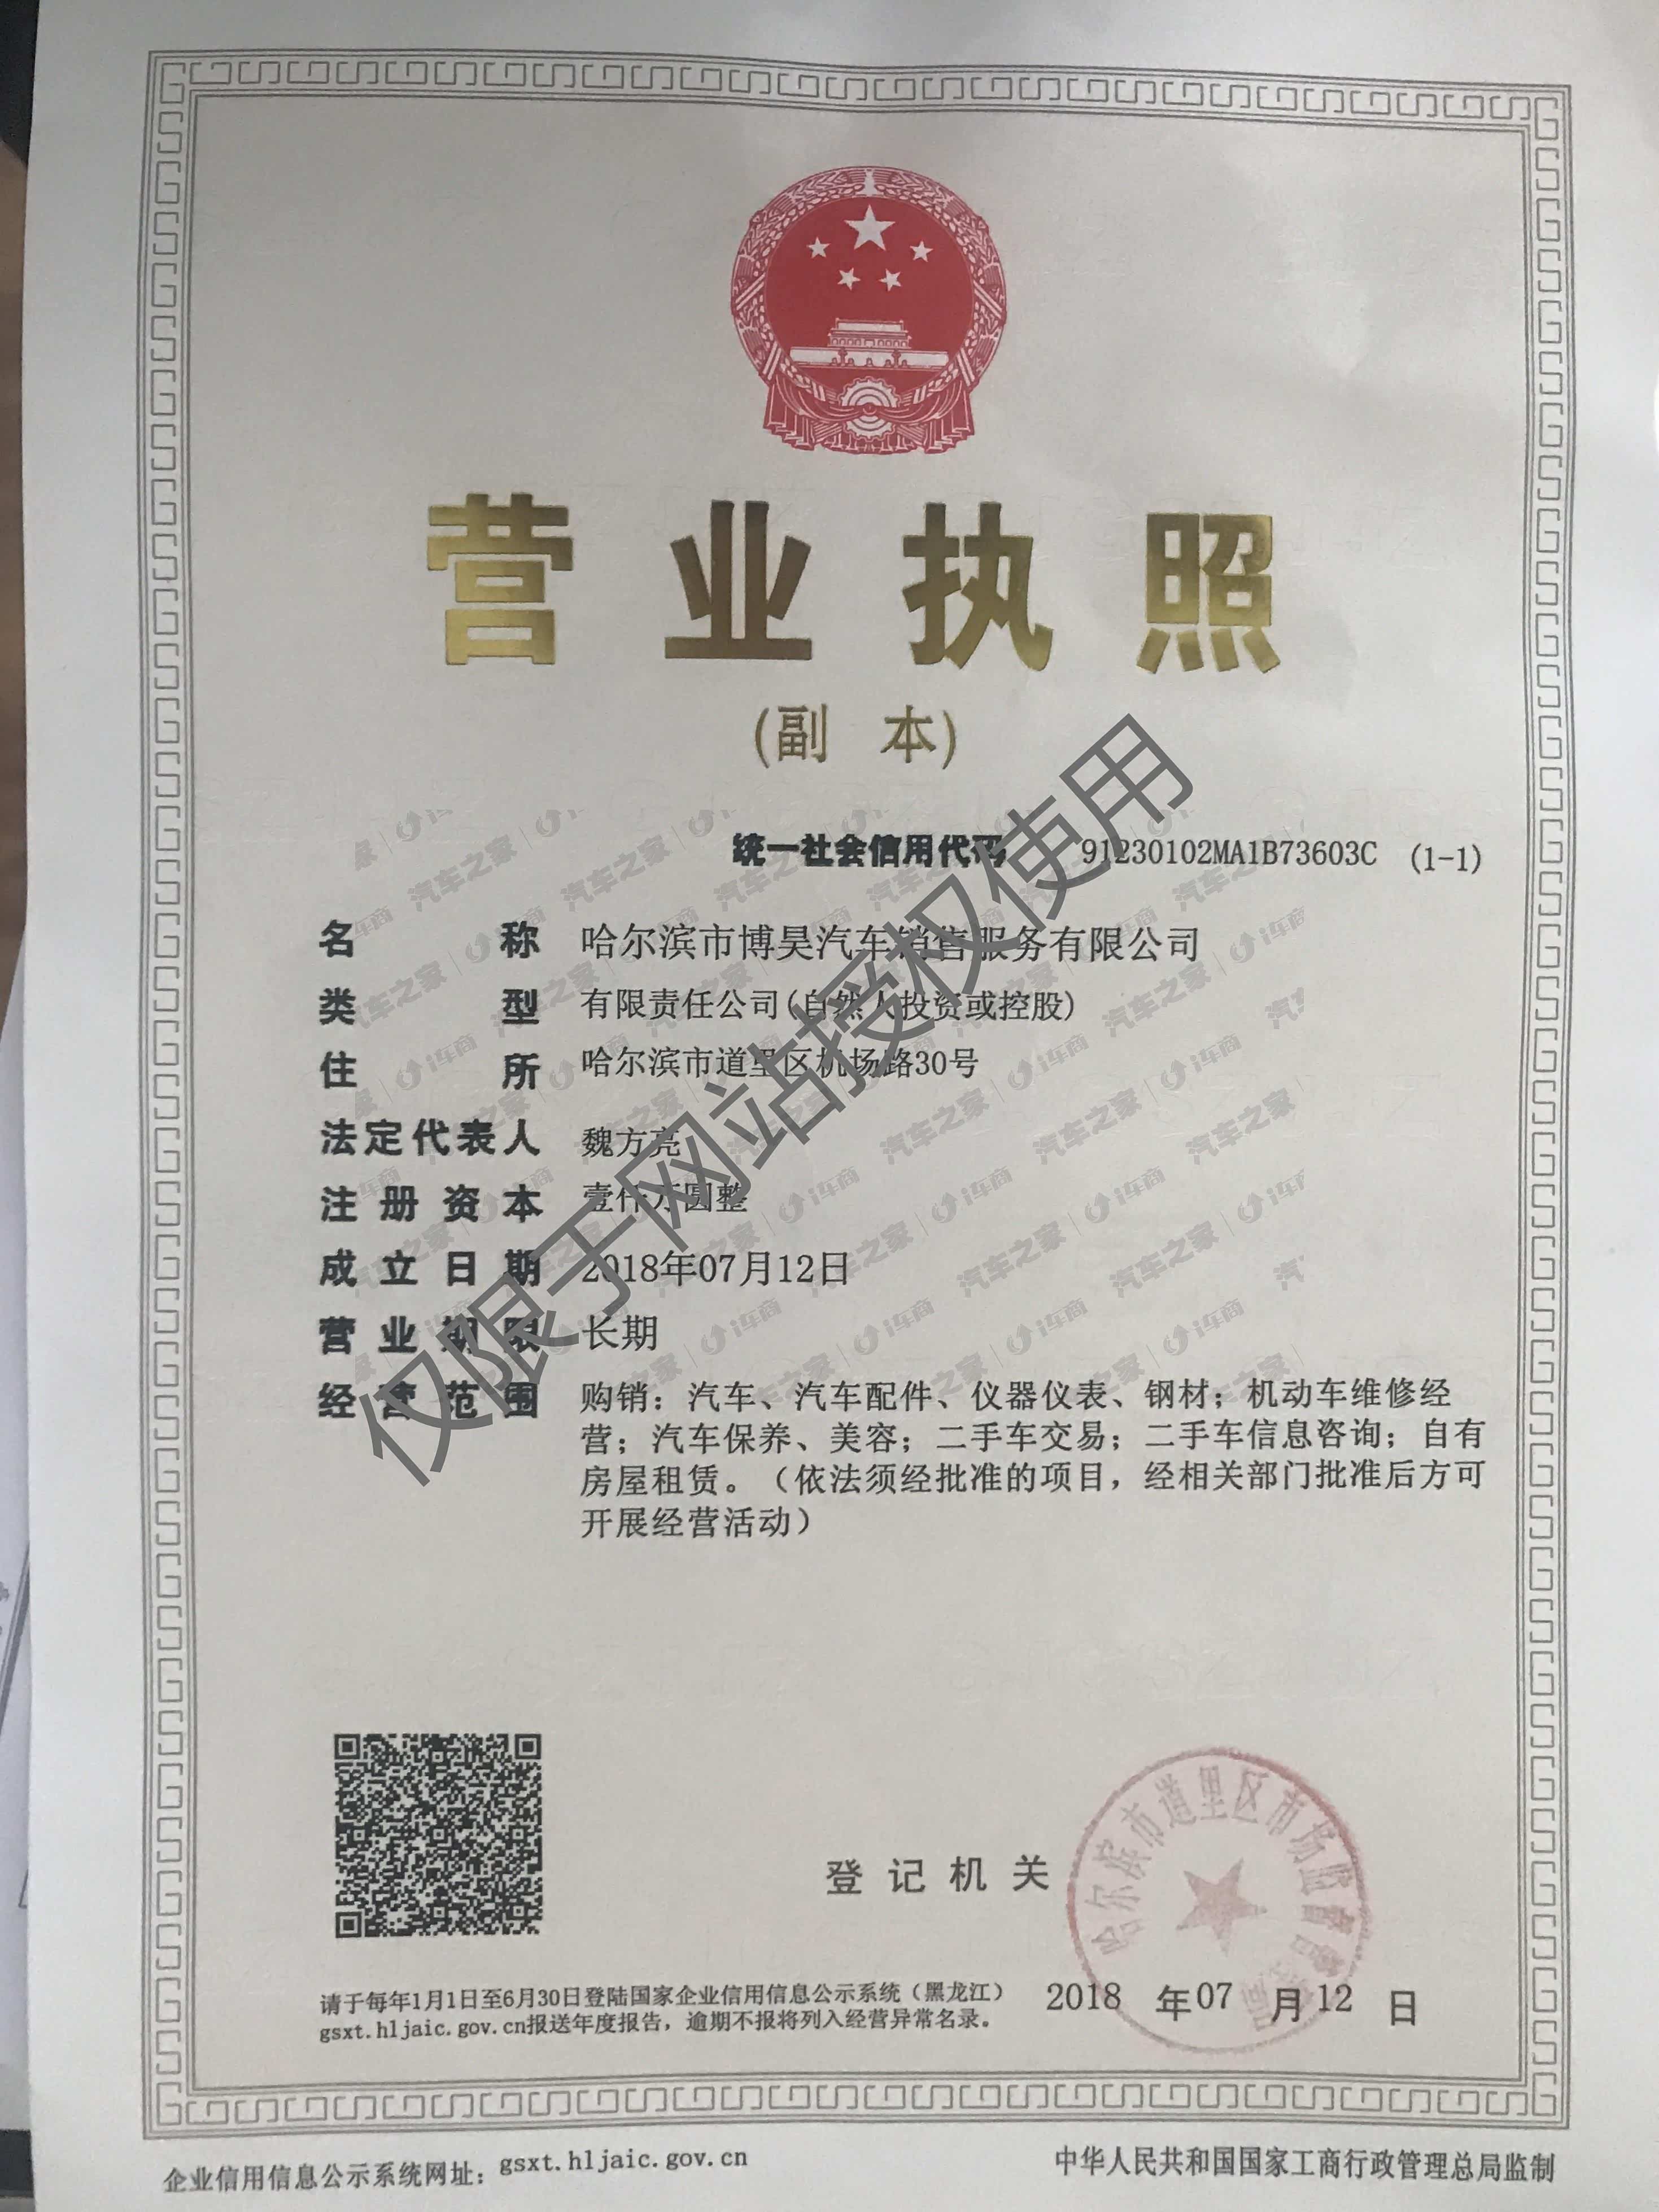 营业执照
(副 本)
统一社会信用代码 91230102MA1B73603C (1-1)
名称 哈尔滨市博昊汽车销售服务有限公司
类型 有限责任公司(自然人投资或控股)
住所 哈尔滨市道里区机场路30号
法定代表人 魏方亮
注册资本 壹仟万圆整
成立日期 2018年07月12日
营业期限 长期
经营范围 购销：汽车、汽车配件、仪器仪表、钢材；机动车维修经
营；汽车保养、美容；二手车交易；二手车信息咨询；自有
房屋租赁。（依法须经批准的项目，经相关部门批准后方可
开展经营活动）
仅限于网站授权使用
汽车之家 | i车商
登记机关
哈尔滨市道里区市场监督管
2018 年 07 月 12 日
请于每年1月1日至6月30日登陆国家企业信用信息公示系统（黑龙江）
gsxt.hljaic.gov.cn报送年度报告，逾期不报将列入经营异常名录。
企业信用信息公示系统网址：gsxt.hljaic.gov.cn
中华人民共和国国家工商行政管理总局监制